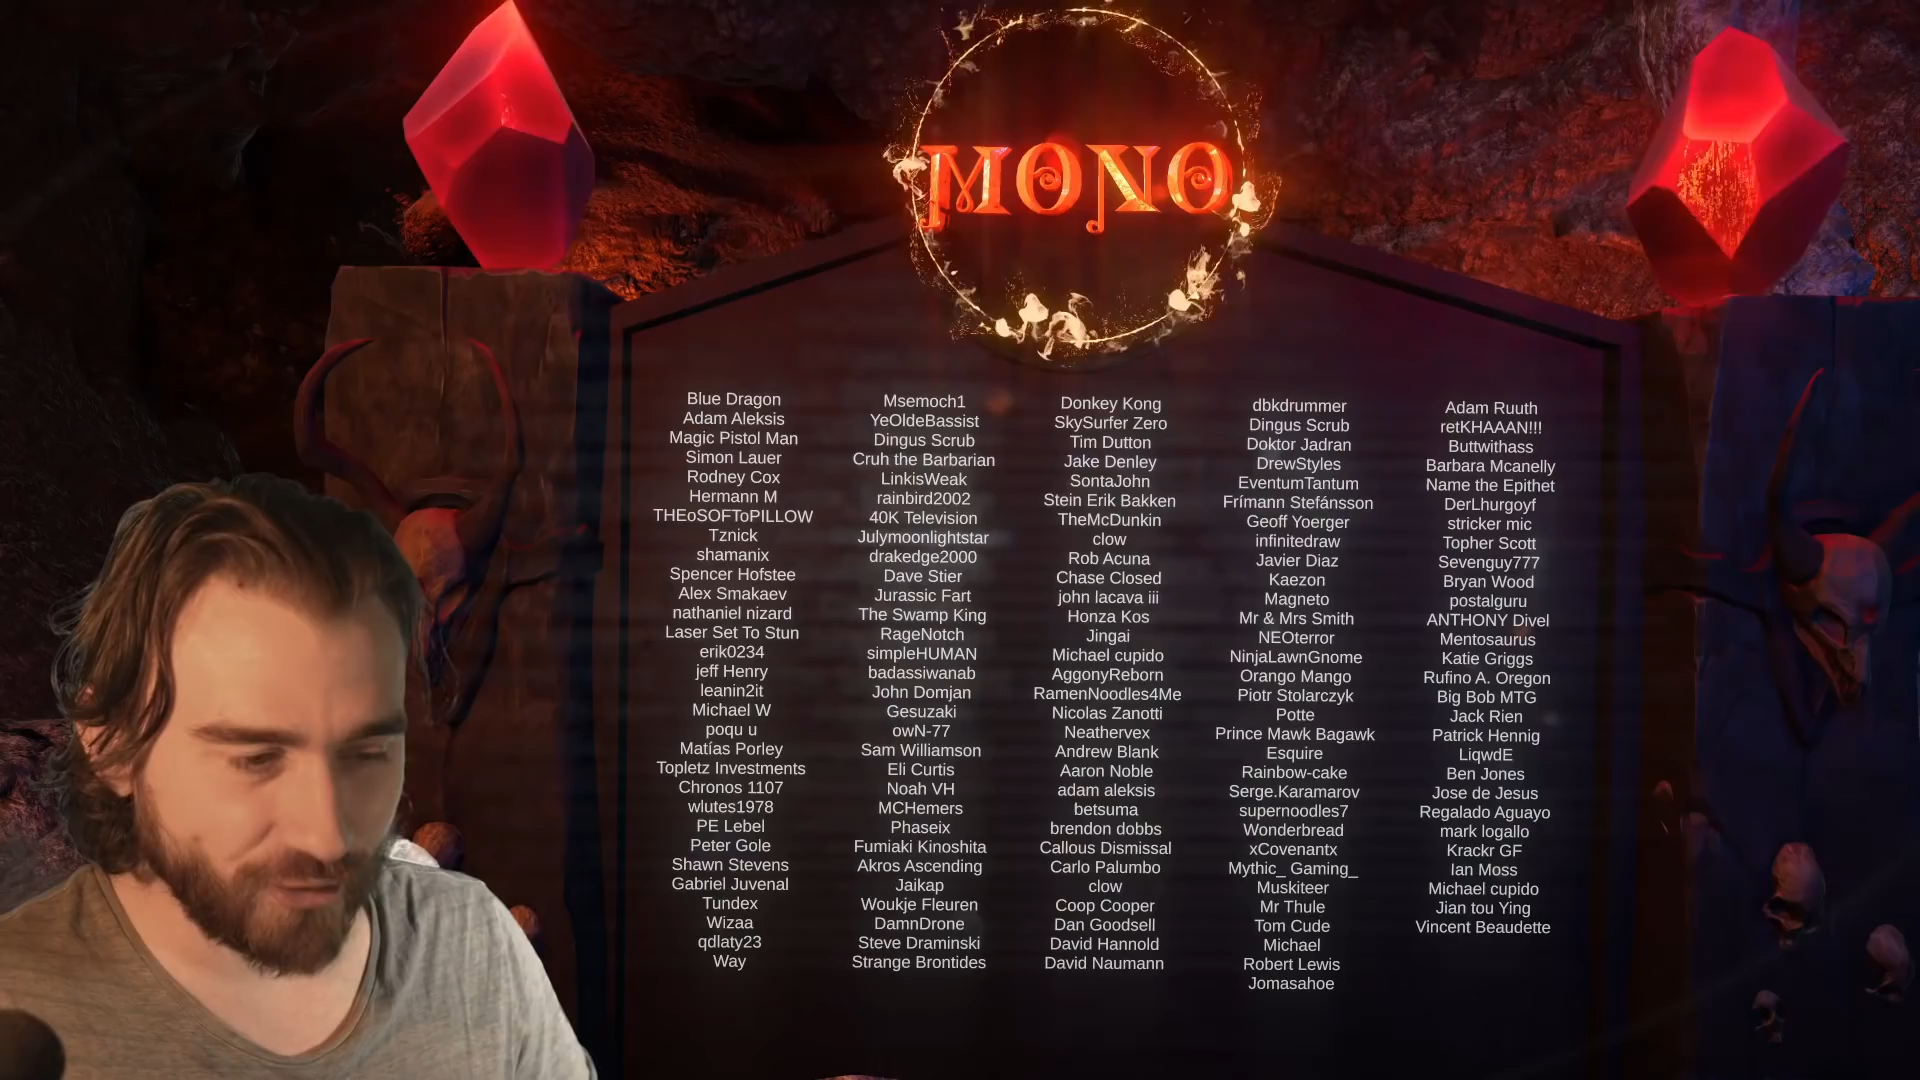 MONO
Blue Dragon
Adam Aleksis
Magic Pistol Man
Simon Lauer
Rodney Cox
Hermann M
THEoSOFToPILLOW
Tznick
shamanix
Spencer Hofstee
Alex Smakaev
nathaniel nizard
Laser Set To Stun
erik0234
jeff Henry
leanin2it
Michael W
poqu u
Matías Porley
Topletz Investments
Chronos 1107
wlutes1978
PE Lebel
Peter Gole
Shawn Stevens
Gabriel Juvenal
Tundex
Wizaa
qdlaty23
Way
Msemoch1
YeOldeBassist
Dingus Scrub
Cruh the Barbarian
LinkisWeak
rainbird2002
40K Television
Julymoonlightstar
drakedge2000
Dave Stier
Jurassic Fart
The Swamp King
RageNotch
simpleHUMAN
badassiwanab
John Domjan
Gesuzaki
owN-77
Sam Williamson
Eli Curtis
Noah VH
MCHemers
Phaseix
Fumiaki Kinoshita
Akros Ascending
Jaikap
Woukje Fleuren
DamnDrone
Steve Draminski
Strange Brontides
Donkey Kong
SkySurfer Zero
Tim Dutton
Jake Denley
SontaJohn
Stein Erik Bakken
TheMcDunkin
clow
Rob Acuna
Chase Closed
john lacava iii
Honza Kos
Jingai
Michael cupido
AggonyReborn
RamenNoodles4Me
Nicolas Zanotti
Neathervex
Andrew Blank
Aaron Noble
adam aleksis
betsuma
brendon dobbs
Callous Dismissal
Carlo Palumbo
clow
Coop Cooper
Dan Goodsell
David Hannold
David Naumann
dbkdrummer
Dingus Scrub
Doktor Jadran
DrewStyles
EventumTantum
Frímann Stefánsson
Geoff Yoerger
infinitedraw
Javier Diaz
Kaezon
Magneto
Mr & Mrs Smith
NEOterror
NinjaLawnGnome
Orango Mango
Piotr Stolarczyk
Potte
Prince Mawk Bagawk
Esquire
Rainbow-cake
Serge.Karamarov
supernoodles7
Wonderbread
xCovenantx
Mythic_ Gaming_
Muskiteer
Mr Thule
Tom Cude
Michael
Robert Lewis
Jomasahoe
Adam Ruuth
retKHAAAN!!!
Buttwithass
Barbara Mcanelly
Name the Epithet
DerLhurgoyf
stricker mic
Topher Scott
Sevenguy777
Bryan Wood
postalguru
ANTHONY Divel
Mentosaurus
Katie Griggs
Rufino A. Oregon
Big Bob MTG
Jack Rien
Patrick Hennig
LiqwdE
Ben Jones
Jose de Jesus
Regalado Aguayo
mark logallo
Krackr GF
Ian Moss
Michael cupido
Jian tou Ying
Vincent Beaudette